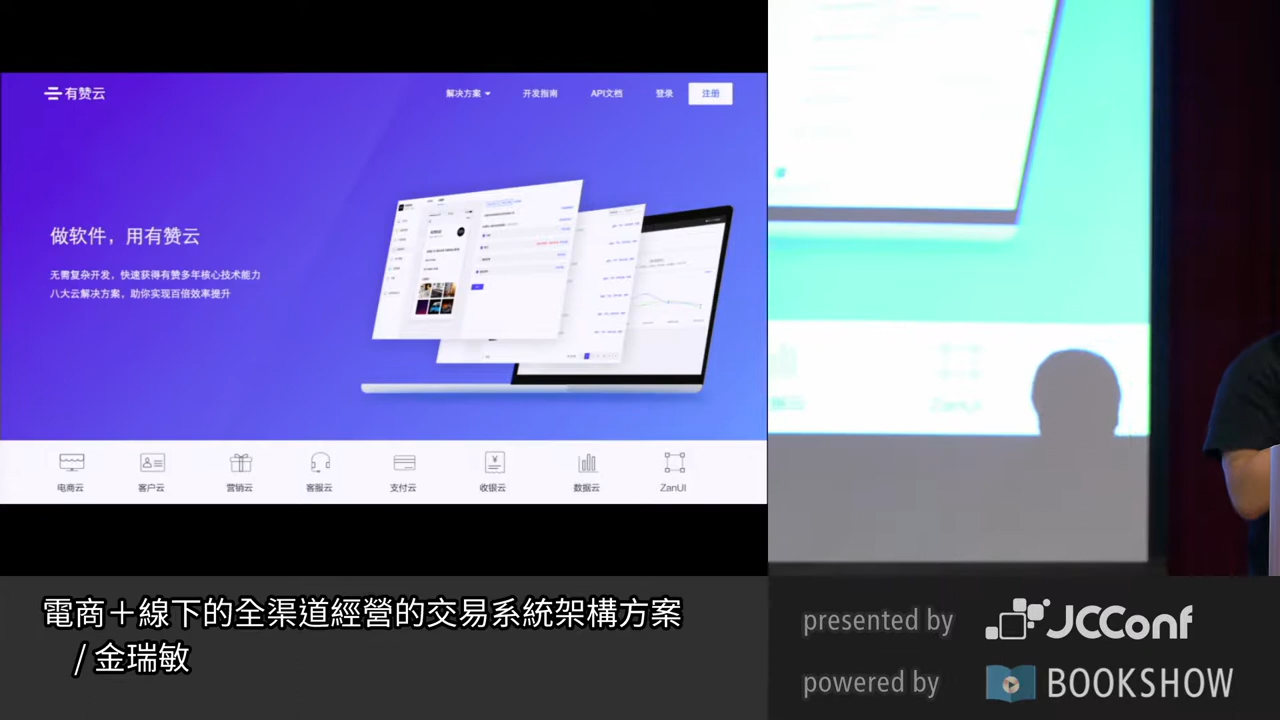 有赞云
解决方案
开发指南
API文档
登录
注册
做软件，用有赞云
无需复杂开发，快速获得有赞多年核心技术能力
八大云解决方案，助你实现百倍效率提升
电商云
客户云
营销云
客服云
支付云
收银云
数据云
ZanUI
ZanUI
電商＋線下的全渠道經營的交易系統架構方案
/ 金瑞敏
presented by
JCConf
powered by
BOOKSHOW